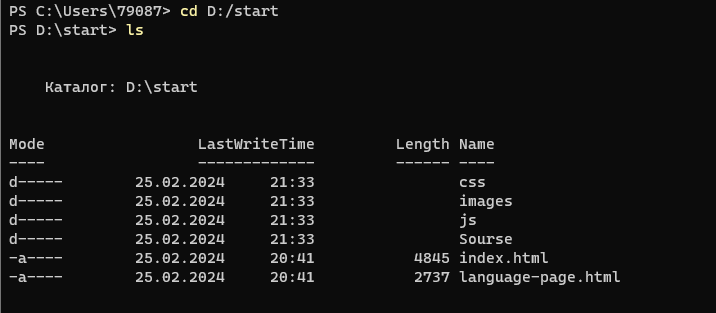 PS C:\Users\79087> cd D:/start
PS D:\start> ls
Каталог: D:\start
Mode LastWriteTime Length Name
---- ------------- ------ ----
d----- 25.02.2024 21:33 css
d----- 25.02.2024 21:33 images
d----- 25.02.2024 21:33 js
d----- 25.02.2024 21:33 Sourse
-a---- 25.02.2024 20:41 4845 index.html
-a---- 25.02.2024 20:41 2737 language-page.html